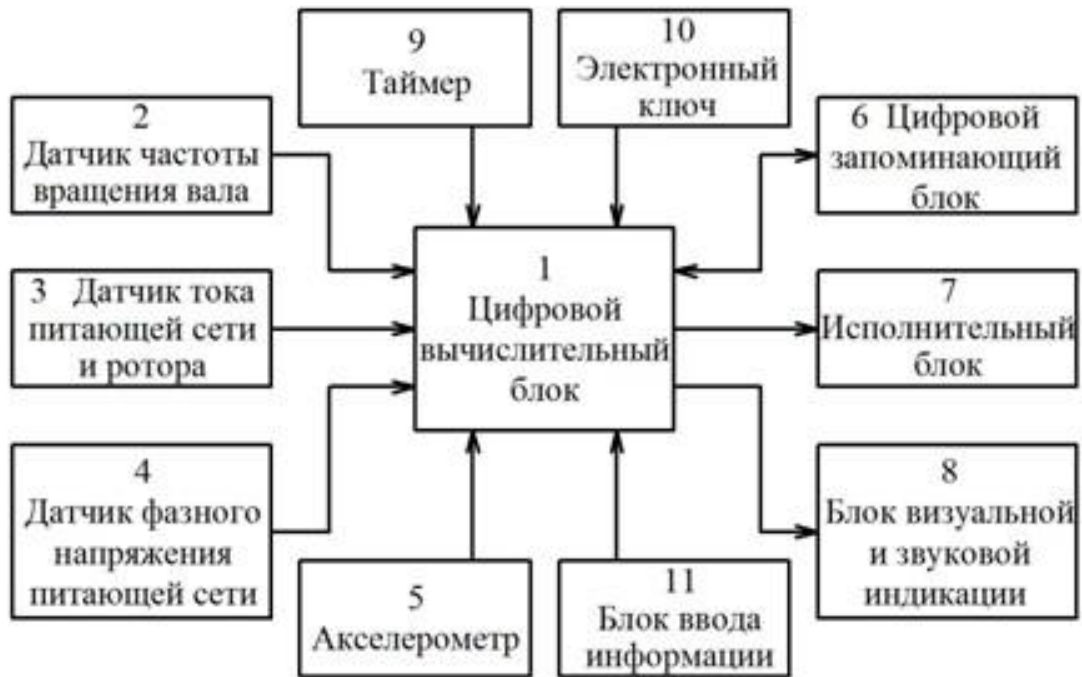 9
Таймер
10
Электронный
ключ
2
Датчик частоты
вращения вала
6 Цифровой
запоминающий
блок
3 Датчик тока
питающей сети
и ротора
1
Цифровой
вычислительный
блок
7
Исполнительный
блок
4
Датчик фазного
напряжения
питающей сети
8
Блок визуальной
и звуковой
индикации
5
Акселерометр
11
Блок ввода
информации